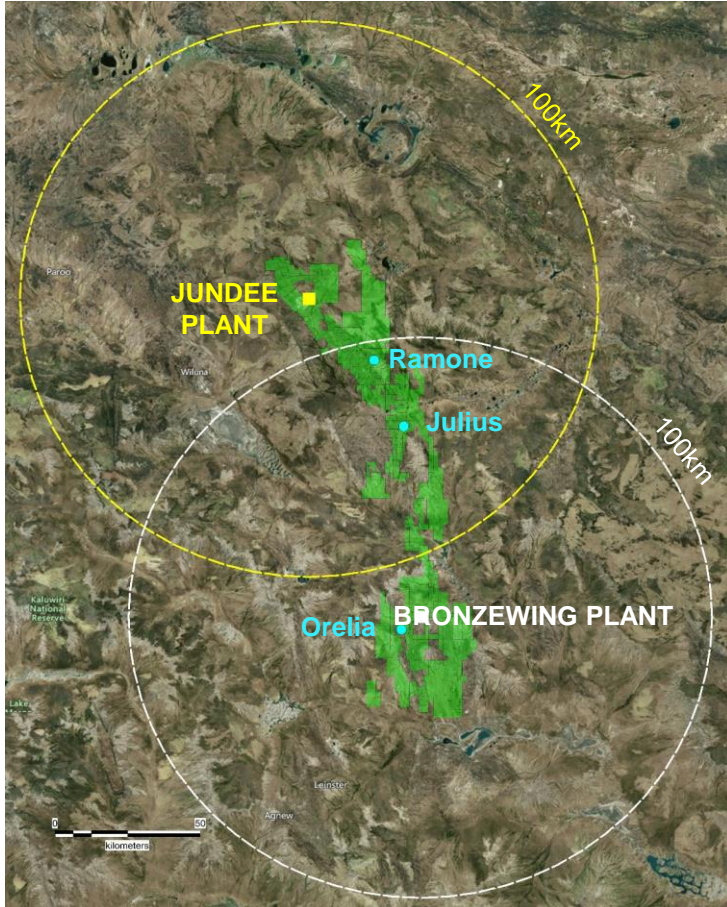 100km
Paroo
JUNDEE
PLANT
Ramone
Wiluna
Julius
100km
Kaluwiri
National
Reserve
Orelia
BRONZEWING PLANT
Lake
Leinster
Agnew
0
50
kilometers